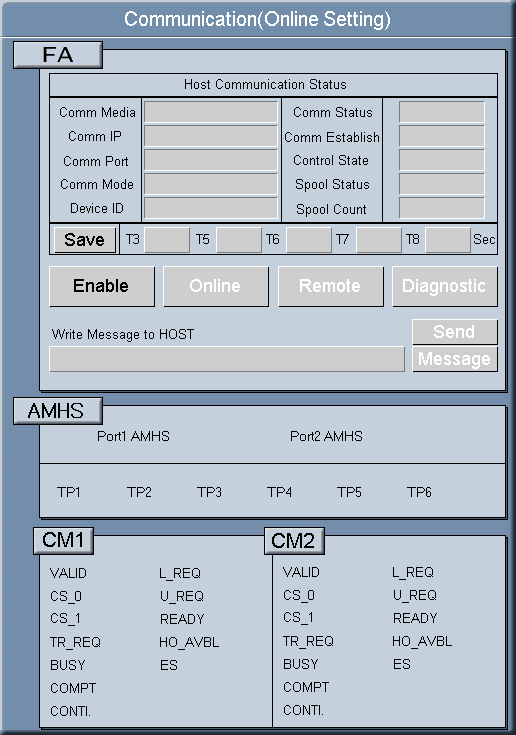 Communication(Online Setting)
FA
Host Communication Status
Comm Media Comm Status
Comm IP Comm Establish
Comm Port Control State
Comm Mode Spool Status
Device ID Spool Count
Save T3 T5 T6 T7 T8 Sec
Enable Online Remote Diagnostic
Write Message to HOST Send
Message
AMHS
Port1 AMHS Port2 AMHS
TP1 TP2 TP3 TP4 TP5 TP6
CM1 CM2
VALID L_REQ VALID L_REQ
CS_0 U_REQ CS_0 U_REQ
CS_1 READY CS_1 READY
TR_REQ HO_AVBL TR_REQ HO_AVBL
BUSY ES BUSY ES
COMPT COMPT
CONTI. CONTI.